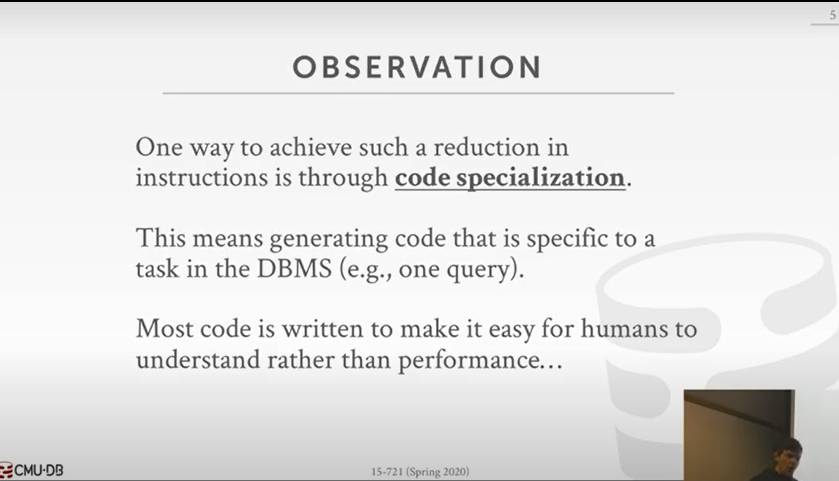 5
OBSERVATION
One way to achieve such a reduction in
instructions is through code specialization.
This means generating code that is specific to a
task in the DBMS (e.g., one query).
Most code is written to make it easy for humans to
understand rather than performance…
CMU·DB
15-721 (Spring 2020)